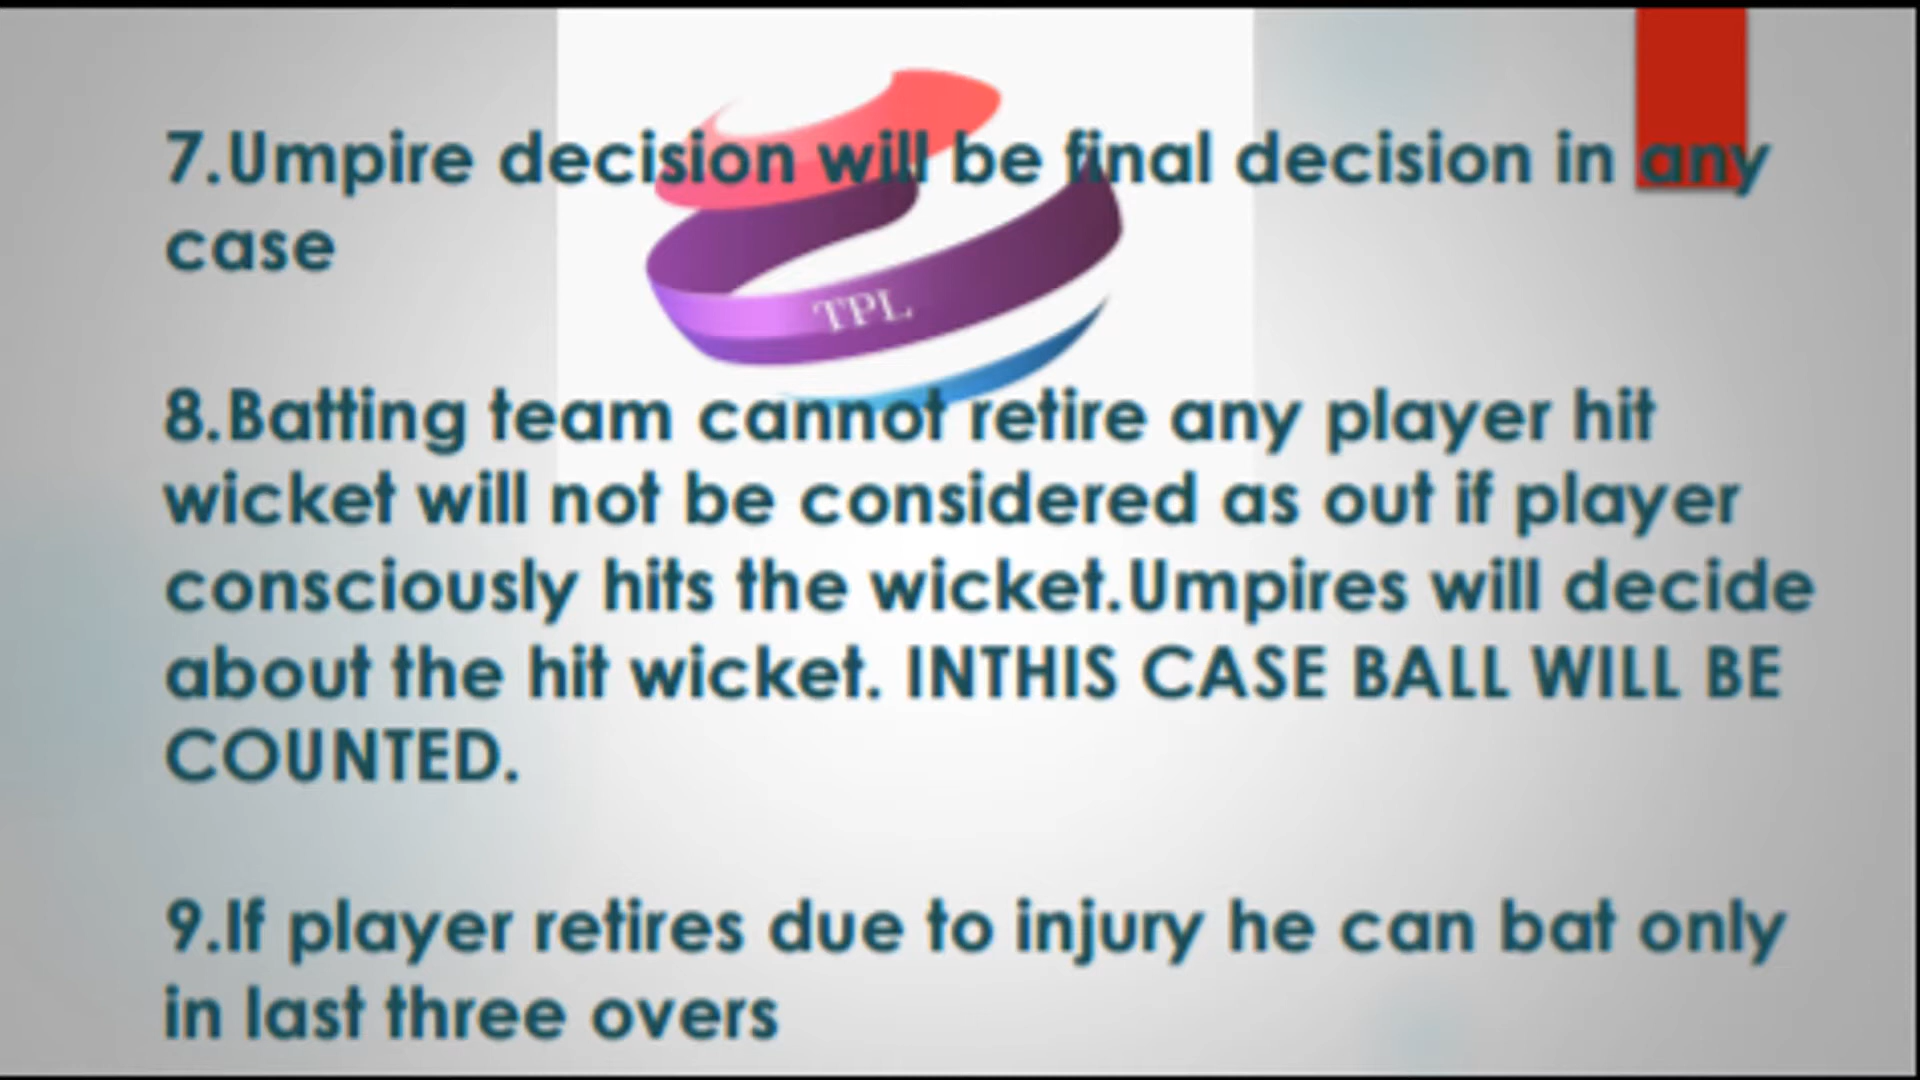 7.Umpire decision will be final decision in any
case
TPL
8.Batting team cannot retire any player hit
wicket will not be considered as out if player
consciously hits the wicket.Umpires will decide
about the hit wicket. INTHIS CASE BALL WILL BE
COUNTED.
9.If player retires due to injury he can bat only
in last three overs